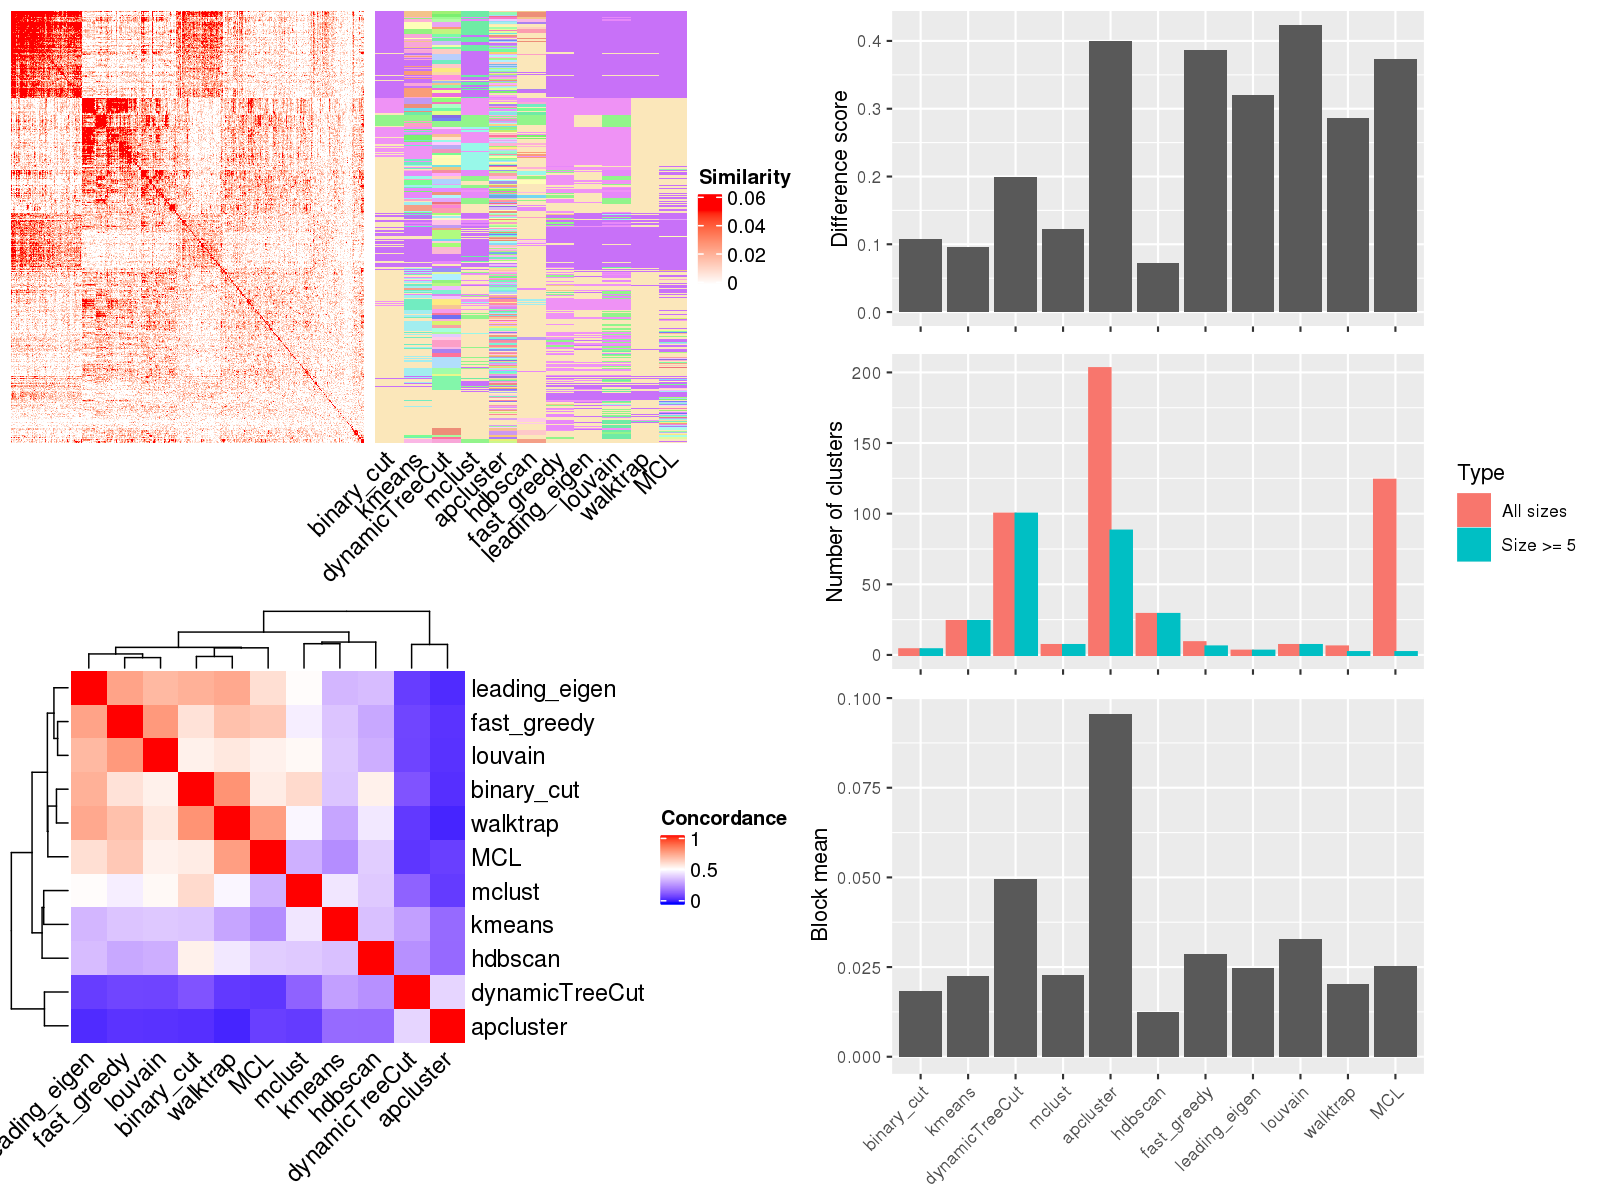 Similarity
0.06
0.04
0.02
0
binary_cut
kmeans
dynamicTreeCut
mclust
apcluster
hdbscan
fast_greedy
leading_eigen
louvain
walktrap
MCL
leading_eigen
fast_greedy
louvain
binary_cut
walktrap
MCL
mclust
kmeans
hdbscan
dynamicTreeCut
apcluster
eading_eigen
fast_greedy
louvain
binary_cut
walktrap
MCL
mclust
kmeans
hdbscan
dynamicTreeCut
apcluster
Concordance
1
0.5
0
Difference score
0.4
0.3
0.2
0.1
0.0
Number of clusters
200
150
100
50
0
Block mean
0.100
0.075
0.050
0.025
0.000
binary_cut
kmeans
dynamicTreeCut
mclust
apcluster
hdbscan
fast_greedy
leading_eigen
louvain
walktrap
MCL
Type
All sizes
Size >= 5